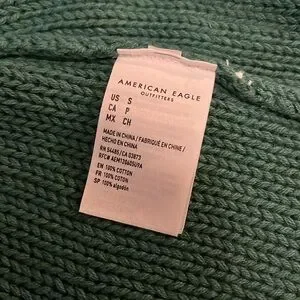 AMERICAN EAGLE
OUTFITTERS
US S
CA P
MX CH
MADE IN CHINA / FABRIQUÉ EN CHINE /
HECHO EN CHINA
RN 54485/CA 03873
RFC# AEM120605UYA
EN 100% COTTON
FR 100% COTON
SP 100% algodón